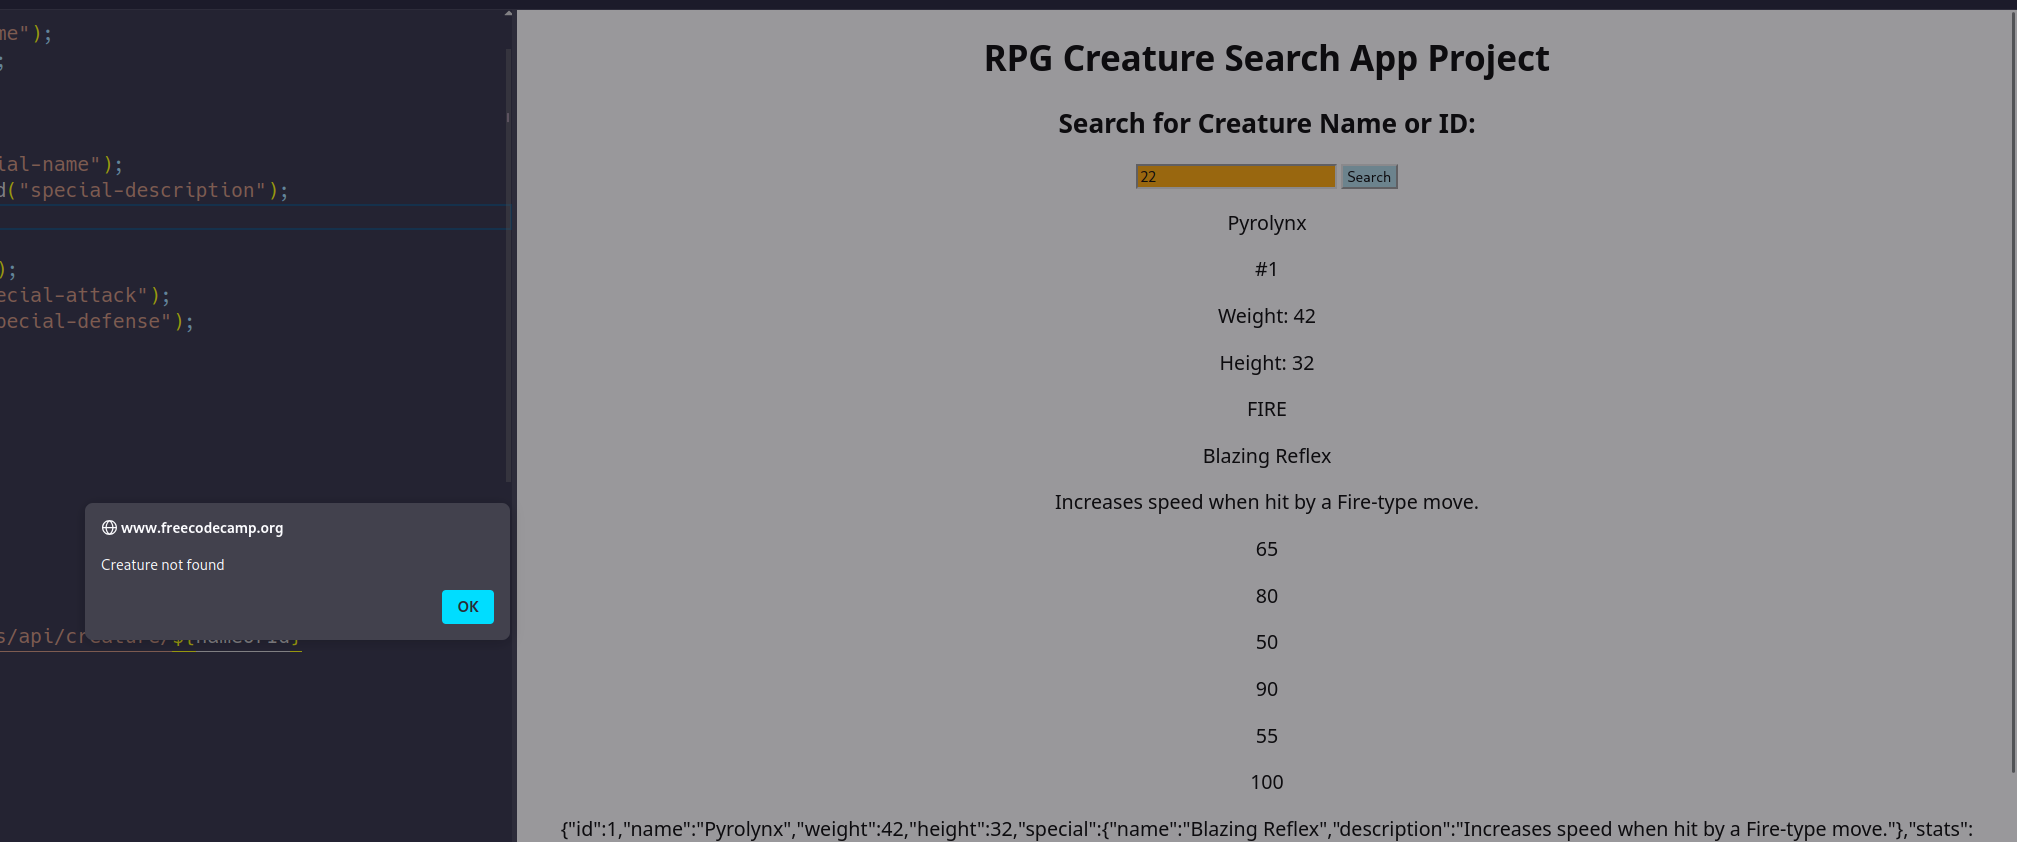 me");
;
ial-name");
d("special-description");
);
ecial-attack");
pecial-defense");
www.freecodecamp.org
Creature not found
OK
s/api/creature/${nameOrId}
RPG Creature Search App Project
Search for Creature Name or ID:
22 Search
Pyrolynx
#1
Weight: 42
Height: 32
FIRE
Blazing Reflex
Increases speed when hit by a Fire-type move.
65
80
50
90
55
100
{"id":1,"name":"Pyrolynx","weight":42,"height":32,"special":{"name":"Blazing Reflex","description":"Increases speed when hit by a Fire-type move."},"stats":